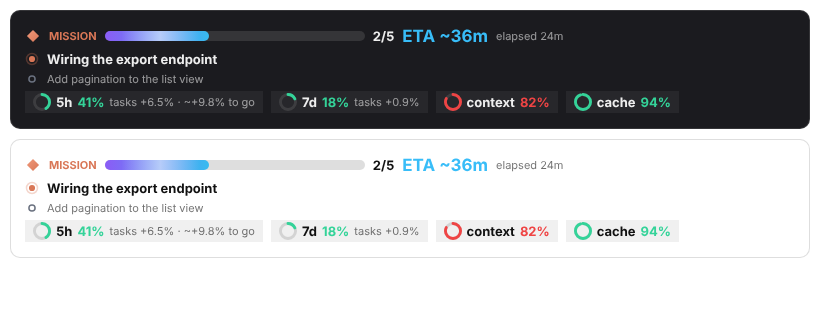 MISSION 2/5 ETA ~36m elapsed 24m
Wiring the export endpoint
Add pagination to the list view
5h 41% tasks +6.5% · ~+9.8% to go 7d 18% tasks +0.9% context 82% cache 94%
MISSION 2/5 ETA ~36m elapsed 24m
Wiring the export endpoint
Add pagination to the list view
5h 41% tasks +6.5% · ~+9.8% to go 7d 18% tasks +0.9% context 82% cache 94%